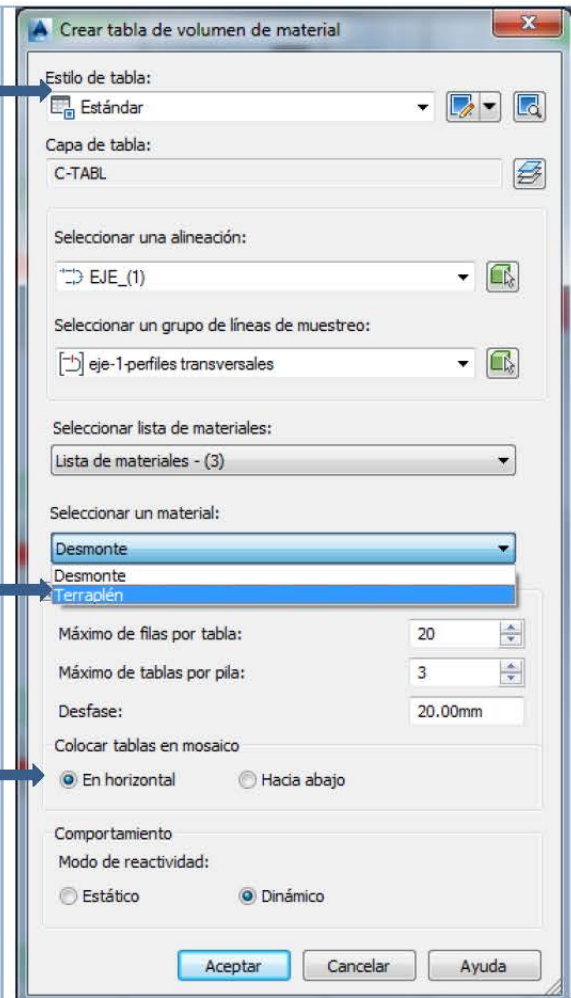 Crear tabla de volumen de material
Estilo de tabla:
Estándar
Capa de tabla:
C-TABL
Seleccionar una alineación:
EJE_(1)
Seleccionar un grupo de líneas de muestreo:
eje-1-perfiles transversales
Seleccionar lista de materiales:
Lista de materiales - (3)
Seleccionar un material:
Desmonte
Desmonte
Terraplén
Máximo de filas por tabla: 20
Máximo de tablas por pila: 3
Desfase: 20.00mm
Colocar tablas en mosaico
En horizontal Hacia abajo
Comportamiento
Modo de reactividad:
Estático Dinámico
Aceptar Cancelar Ayuda